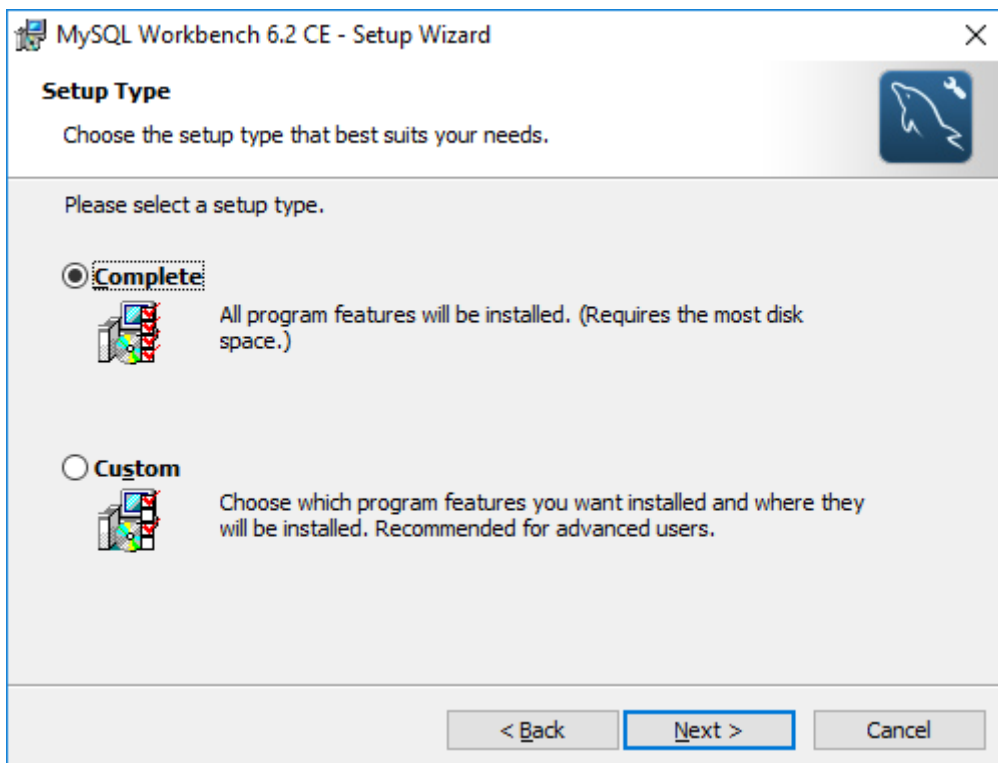 MySQL Workbench 6.2 CE - Setup Wizard
Setup Type
Choose the setup type that best suits your needs.
Please select a setup type.
Complete
All program features will be installed. (Requires the most disk
space.)
Custom
Choose which program features you want installed and where they
will be installed. Recommended for advanced users.
< Back
Next >
Cancel